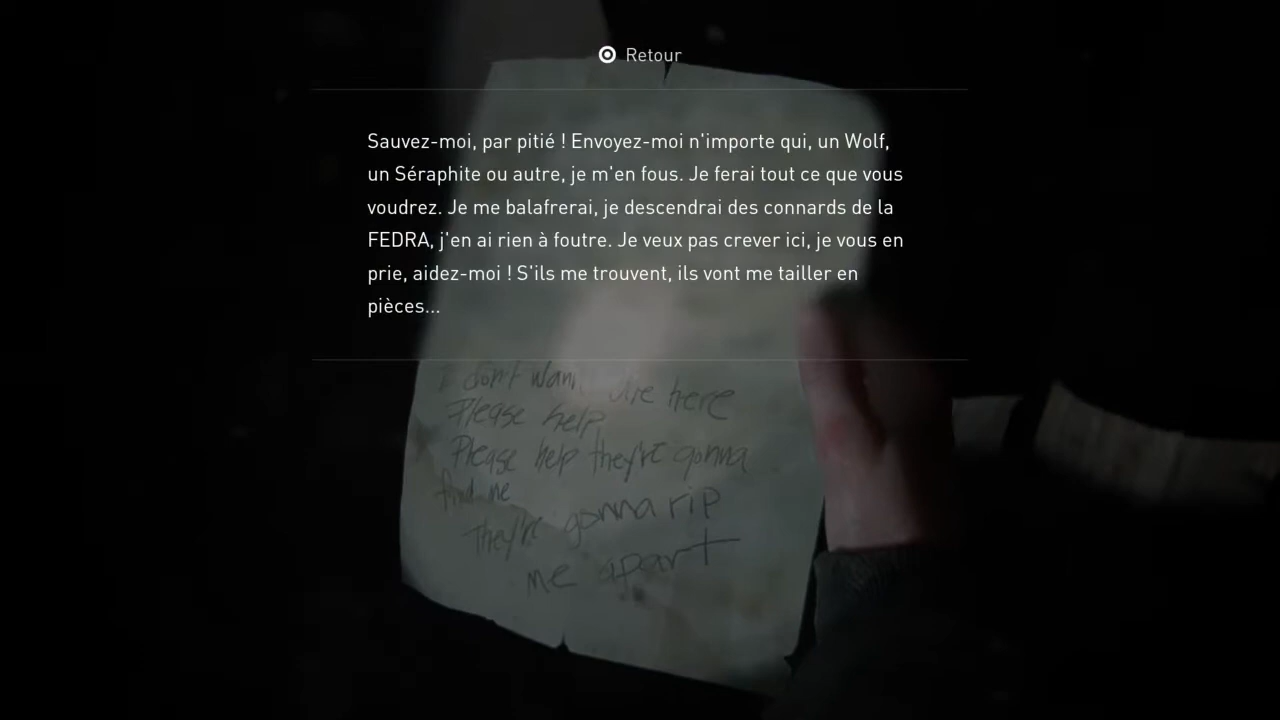 Retour
Sauvez-moi, par pitié ! Envoyez-moi n'importe qui, un Wolf,
un Séraphite ou autre, je m'en fous. Je ferai tout ce que vous
voudrez. Je me balafrerai, je descendrai des connards de la
FEDRA, j'en ai rien à foutre. Je veux pas crever ici, je vous en
prie, aidez-moi ! S'ils me trouvent, ils vont me tailler en
pièces...
I don't die here
Please help
Please help they're gonna
find me
They're gonna rip
me apart